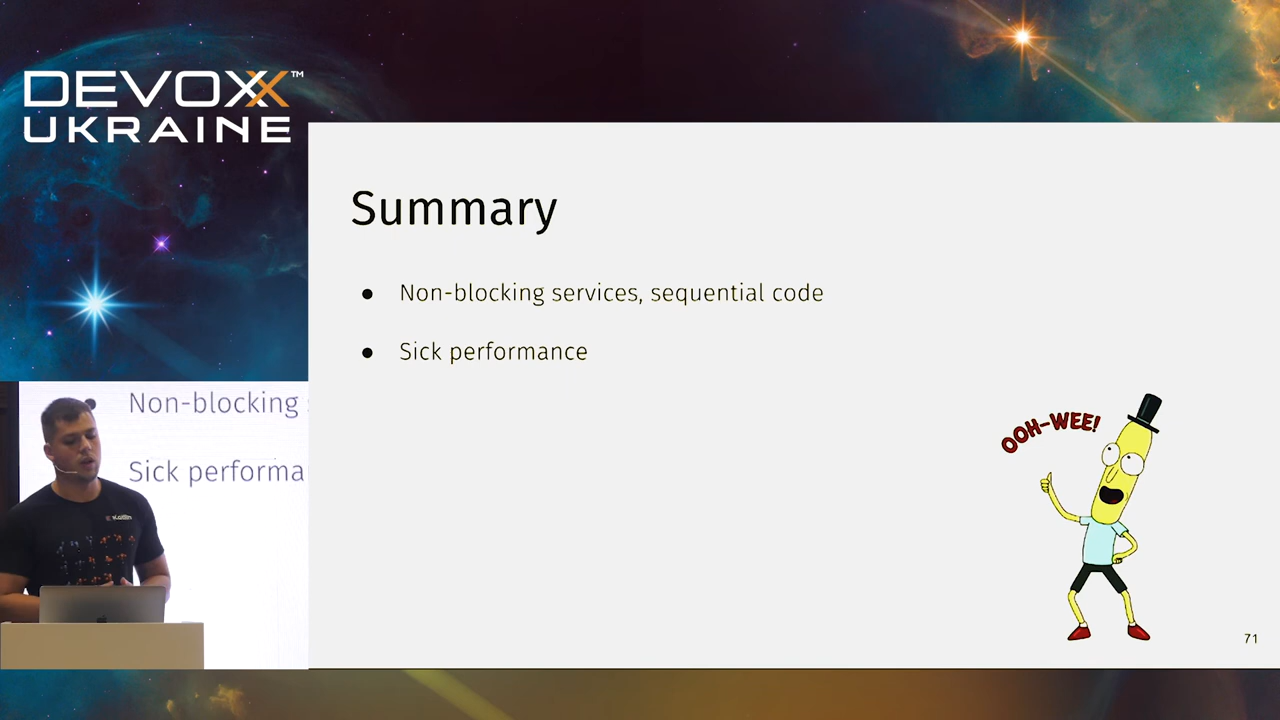 DEVOXX™
UKRAINE
Summary
● Non-blocking services, sequential code
● Sick performance
OOH-WEE!
71
● Non-blocking
Sick performa